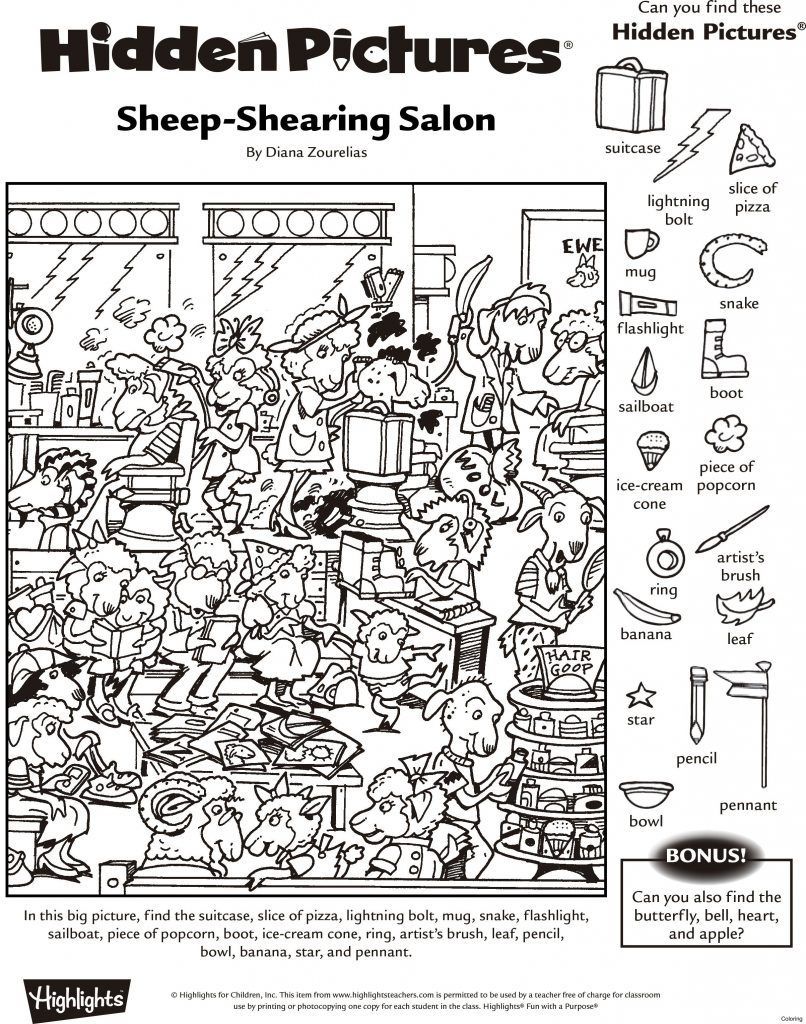 Can you find these
Hidden Pictures®
Hidden Pictures®
Sheep-Shearing Salon
By Diana Zourelias
suitcase
lightning
bolt
slice of
pizza
mug
snake
flashlight
sailboat
boot
ice-cream
cone
piece of
popcorn
ring
artist's
brush
banana
leaf
star
pencil
pennant
bowl
EWE
WOOL
HAIR
GOOP
BONUS!
Can you also find the
butterfly, bell, heart,
and apple?
In this big picture, find the suitcase, slice of pizza, lightning bolt, mug, snake, flashlight,
sailboat, piece of popcorn, boot, ice-cream cone, ring, artist's brush, leaf, pencil,
bowl, banana, star, and pennant.
Highlights
© Highlights for Children, Inc. This item from www.highlightsteachers.com is permitted to be used by a teacher free of charge for classroom
use by printing or photocopying one copy for each student in the class. Highlights® Fun with a Purpose®
Coloring